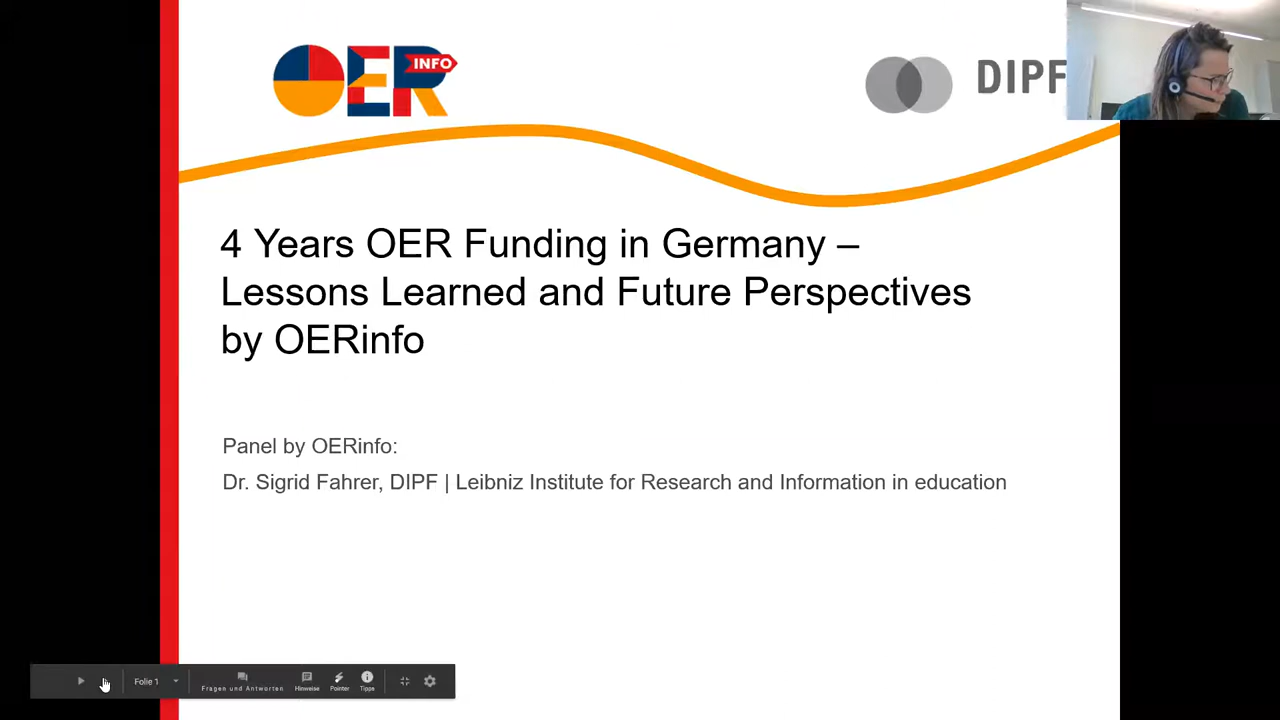 OER INFO
DIPF
4 Years OER Funding in Germany –
Lessons Learned and Future Perspectives
by OERinfo
Panel by OERinfo:
Dr. Sigrid Fahrer, DIPF | Leibniz Institute for Research and Information in education
Folie 1
Fragen und Antworten
Hinweise
Pointer
Tipps